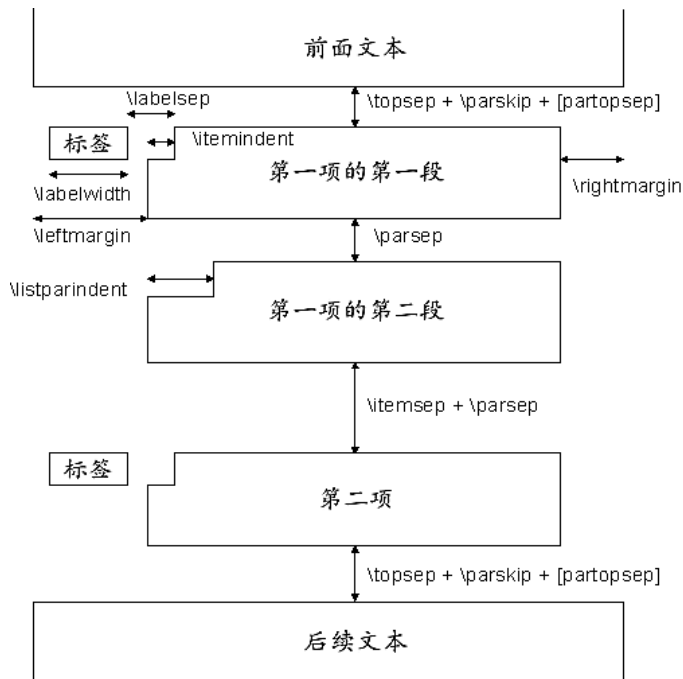 前面文本
\labelsep
\topsep + \parskip + [partopsep]
标签
\itemindent
第一项的第一段
\rightmargin
\labelwidth
\leftmargin
\parsep
\listparindent
第一项的第二段
\itemsep + \parsep
标签
第二项
\topsep + \parskip + [partopsep]
后续文本